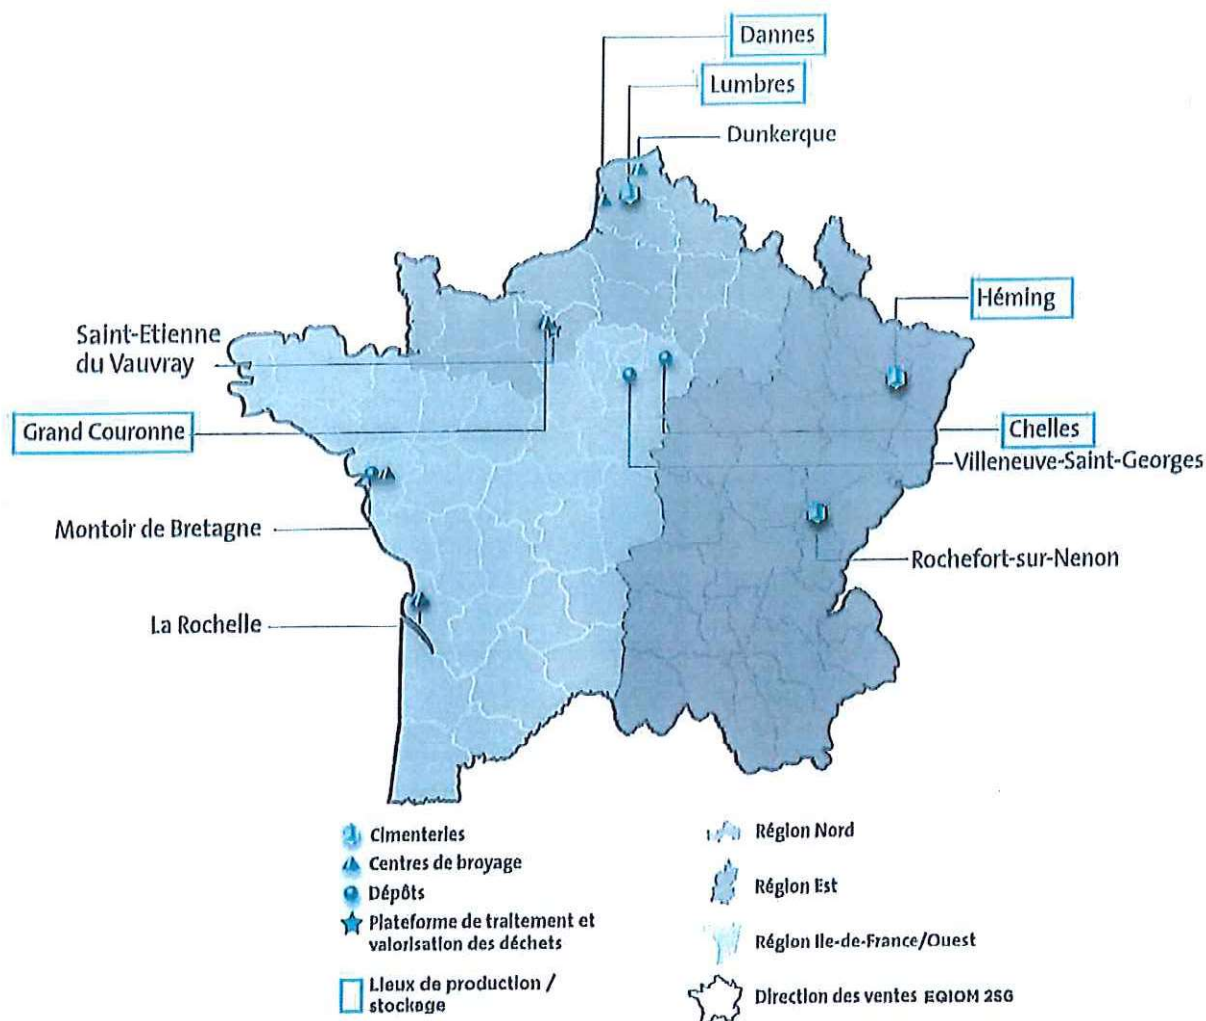 Dannes
Lumbres
Dunkerque
Héming
Saint-Etienne
du Vauvray
Grand Couronne
Chelles
Villeneuve-Saint-Georges
Montoir de Bretagne
Rochefort-sur-Nenon
La Rochelle
Cimenteries
Centres de broyage
Dépôts
Plateforme de traitement et
valorisation des déchets
Lieux de production /
stockage
Région Nord
Région Est
Région Ile-de-France/Ouest
Direction des ventes EQIOM 2SG